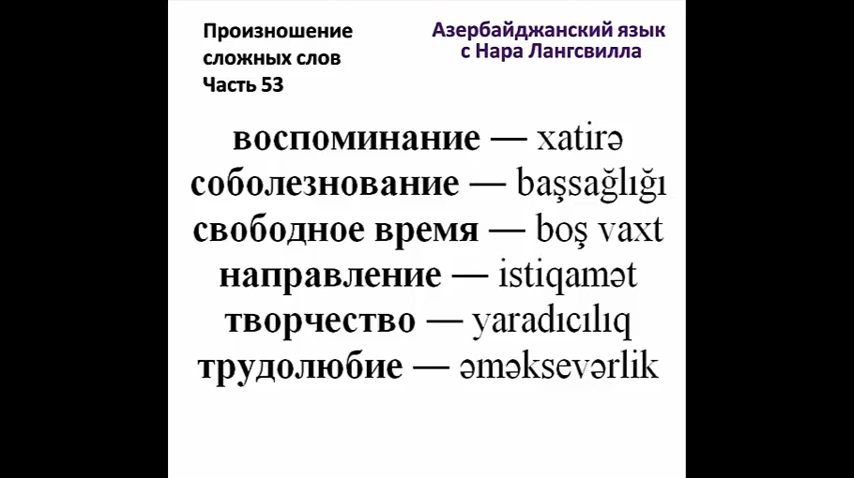 Произношение
сложных слов
Часть 53
Азербайджанский язык
с Нара Лангсвилла
воспоминание — xatirə
соболезнование — başsağlığı
свободное время — boş vaxt
направление — istiqamət
творчество — yaradıcılıq
трудолюбие — əməksevərlik